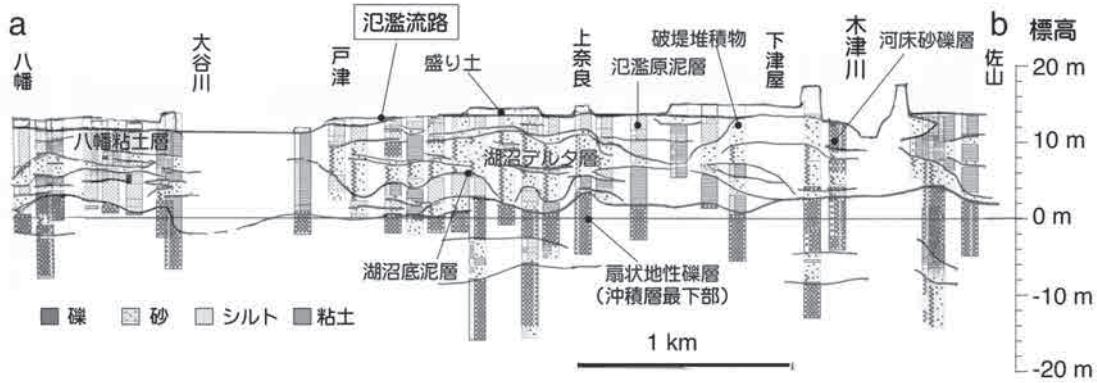 a
b
標高
八幡
大谷川
戸津
氾濫流路
盛り土
上奈良
氾濫原泥層
破堤堆積物
下津屋
木津川
河床砂礫層
佐山
20 m
10 m
0 m
-10 m
-20 m
八幡粘土層
湖沼デルタ層
湖沼底泥層
扇状地性礫層
(沖積層最下部)
礫 砂 シルト 粘土
1 km